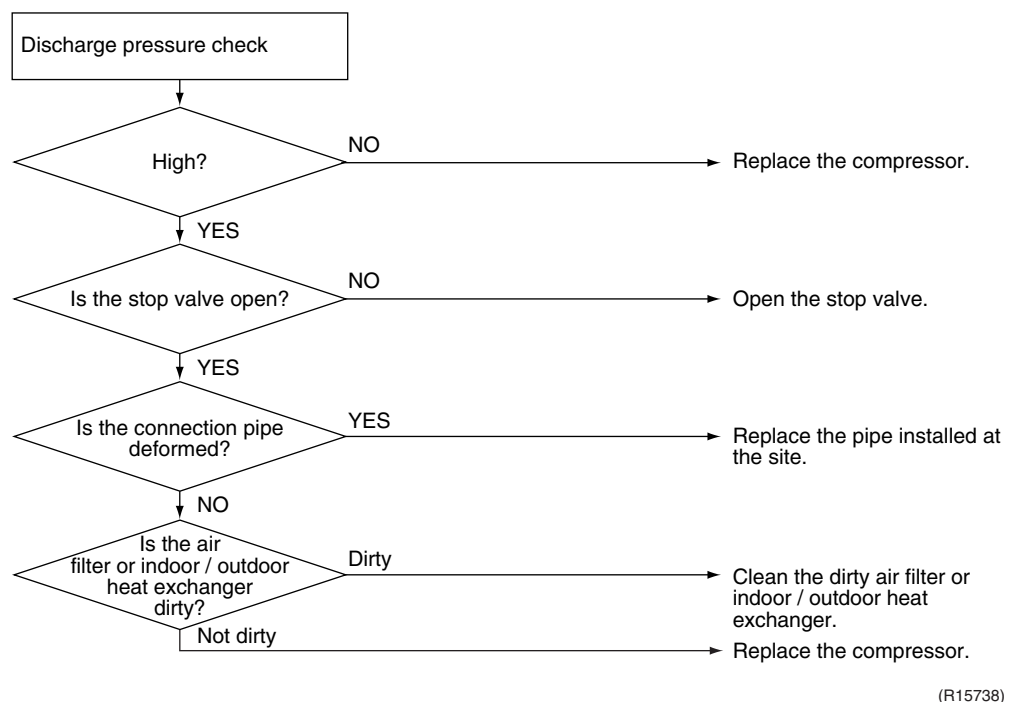 Discharge pressure check
High?
NO
Replace the compressor.
YES
Is the stop valve open?
NO
Open the stop valve.
YES
Is the connection pipe
deformed?
YES
Replace the pipe installed at
the site.
NO
Is the air
filter or indoor / outdoor
heat exchanger
dirty?
Dirty
Clean the dirty air filter or
indoor / outdoor heat
exchanger.
Not dirty
Replace the compressor.
(R15738)